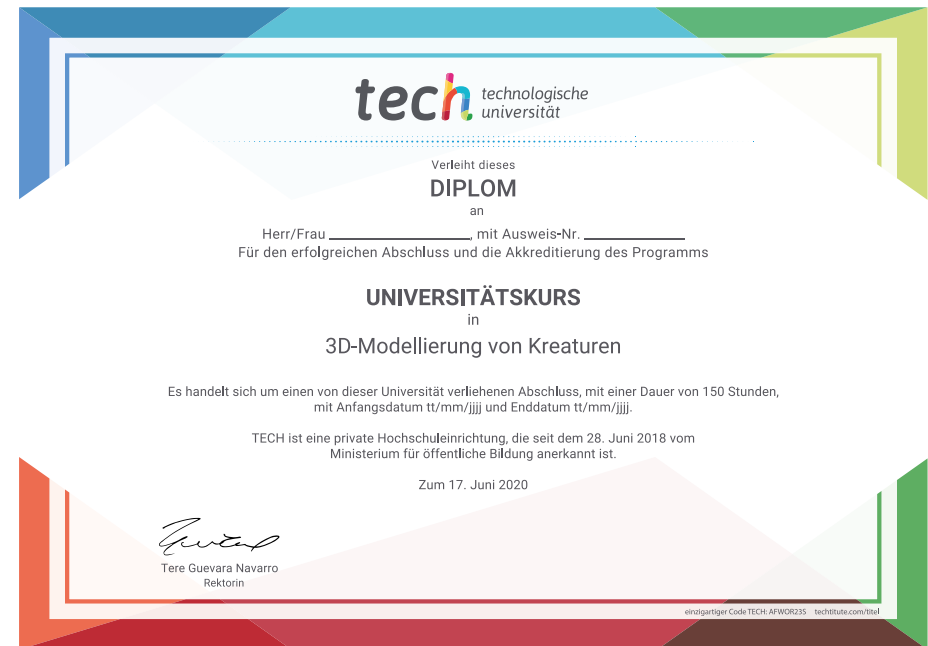 tech technologische
universität
Verleiht dieses
DIPLOM
an
Herr/Frau ____________________, mit Ausweis-Nr. ______________
Für den erfolgreichen Abschluss und die Akkreditierung des Programms
UNIVERSITÄTSKURS
in
3D-Modellierung von Kreaturen
Es handelt sich um einen von dieser Universität verliehenen Abschluss, mit einer Dauer von 150 Stunden,
mit Anfangsdatum tt/mm/jjjj und Enddatum tt/mm/jjjj.
TECH ist eine private Hochschuleinrichtung, die seit dem 28. Juni 2018 vom
Ministerium für öffentliche Bildung anerkannt ist.
Zum 17. Juni 2020
Tere Guevara Navarro
Rektorin
einzigartiger Code TECH: AFWOR23S techtitute.com/titel